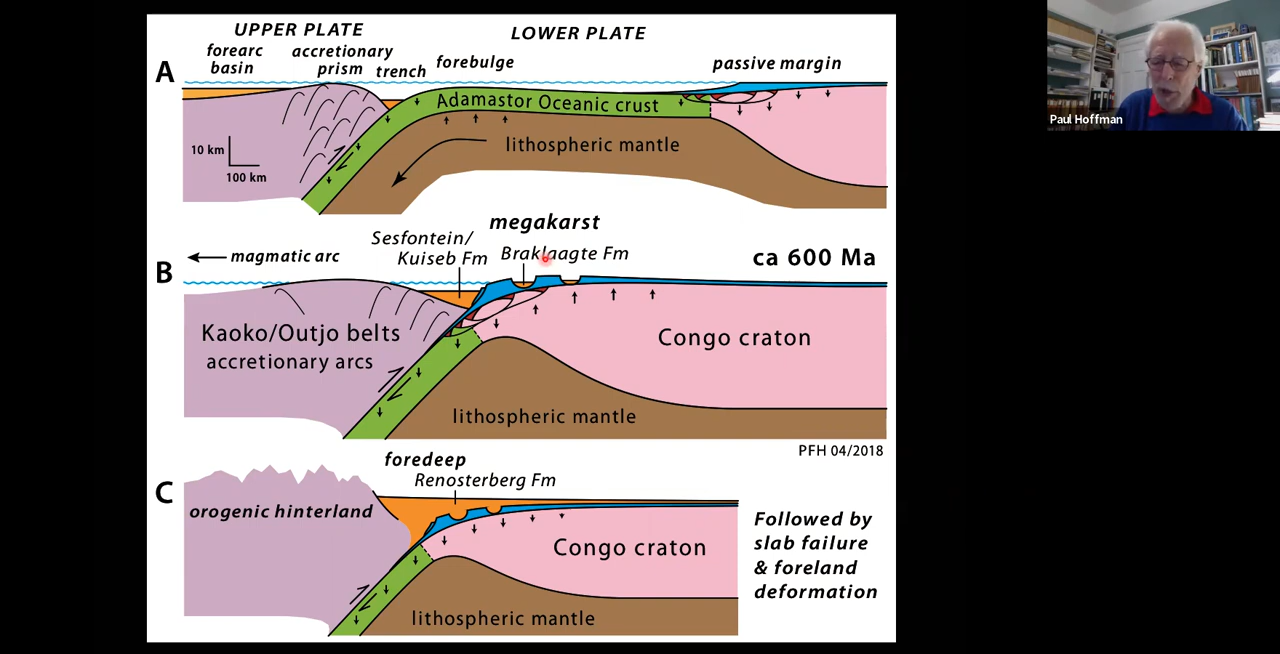 UPPER PLATE
LOWER PLATE
A
forearc
basin
accretionary
prism
trench
forebulge
passive margin
Adamastor Oceanic crust
lithospheric mantle
10 km
100 km
Paul Hoffman
B
magmatic arc
Sesfontein/
Kuiseb Fm
megakarst
Braklaagte Fm
ca 600 Ma
Kaoko/Outjo belts
accretionary arcs
Congo craton
lithospheric mantle
PFH 04/2018
C
foredeep
Renosterberg Fm
orogenic hinterland
Congo craton
lithospheric mantle
Followed by
slab failure
& foreland
deformation